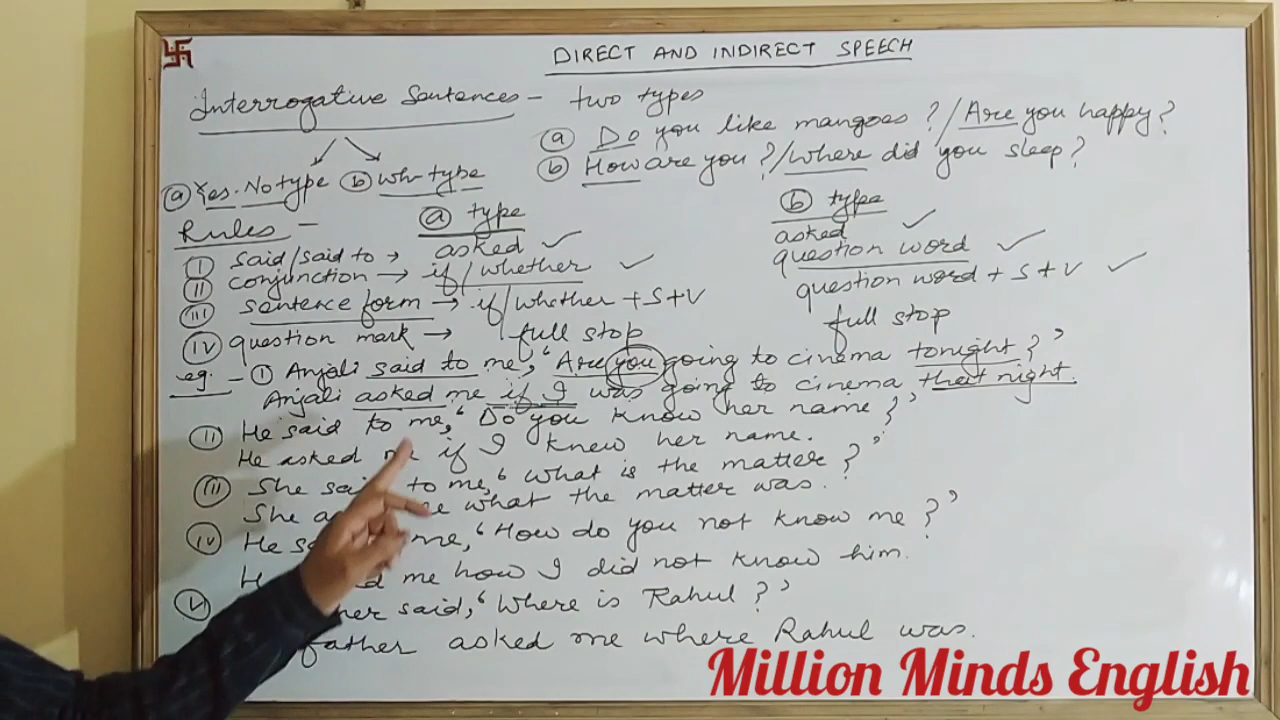 DIRECT AND INDIRECT SPEECH
Interrogative Sentences - two types
(a) Do you like mangoes? / Are you happy?
(b) How are you? / Where did you sleep?
(a) Yes-No type (b) wh-type
Rules - (a) type (b) type
(I) Said/said to → asked ✓ asked ✓
(II) conjunction → if/whether ✓ question word ✓
(III) sentence form → if/whether + S+V question word + S+V ✓
(IV) question mark → full stop full stop
eg. - (I) Anjali said to me, 'Are you going to cinema tonight?'
Anjali asked me if I was going to cinema that night.
(II) He said to me, 'Do you know her name?'
He asked me if I knew her name.
(III) She said to me, 'What is the matter?'
She me what the matter was.
(IV) He me, 'How do you not know me?'
me how I did not know him.
(V) said, 'Where is Rahul?'
father asked me where Rahul was.
Million Minds English